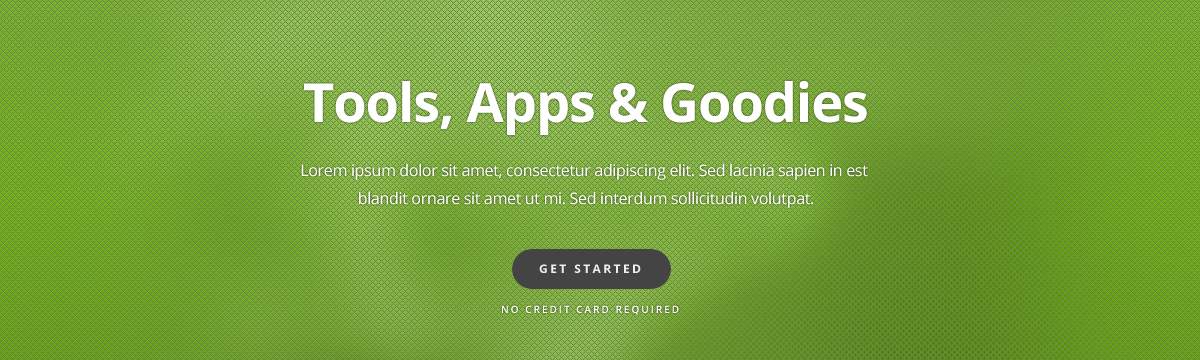 Tools, Apps & Goodies
Lorem ipsum dolor sit amet, consectetur adipiscing elit. Sed lacinia sapien in est
blandit ornare sit amet ut mi. Sed interdum sollicitudin volutpat.
GET STARTED
NO CREDIT CARD REQUIRED